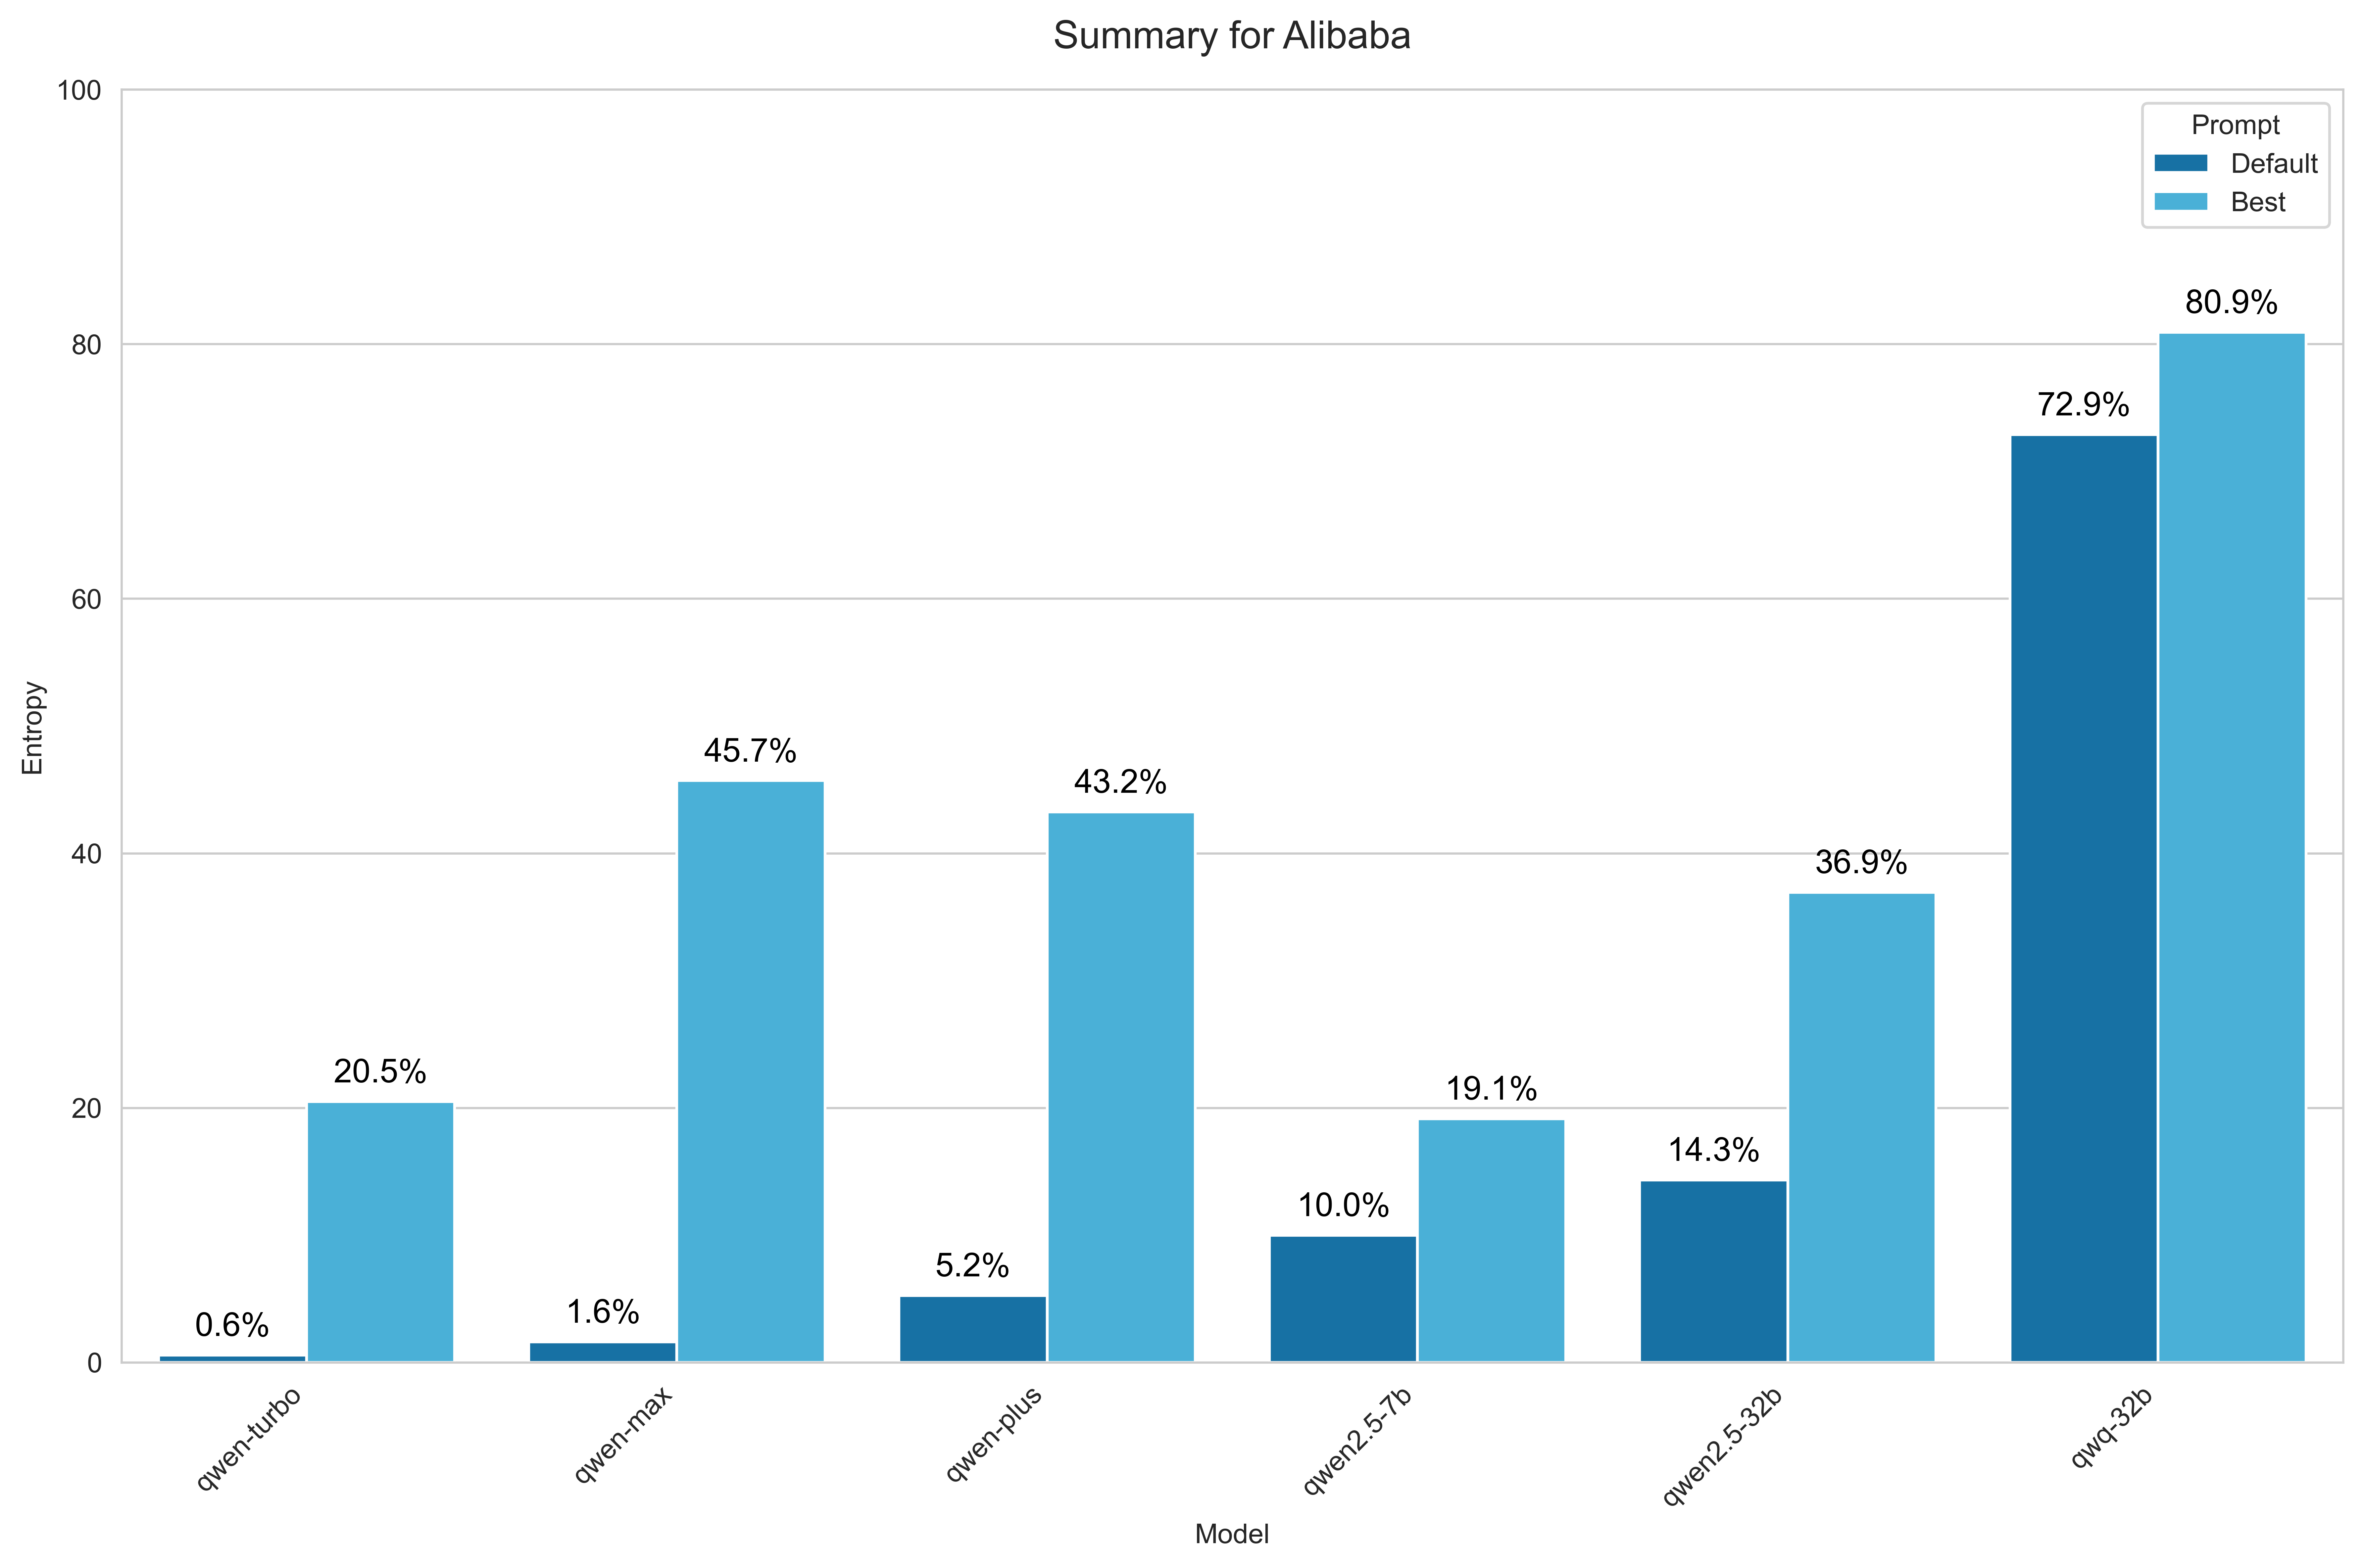 Summary for Alibaba
100
80
60
40
20
0
Entropy
Prompt
Default
Best
0.6%
20.5%
1.6%
45.7%
5.2%
43.2%
10.0%
19.1%
14.3%
36.9%
72.9%
80.9%
qwen-turbo
qwen-max
qwen-plus
qwen2.5-7b
qwen2.5-32b
qwq-32b
Model